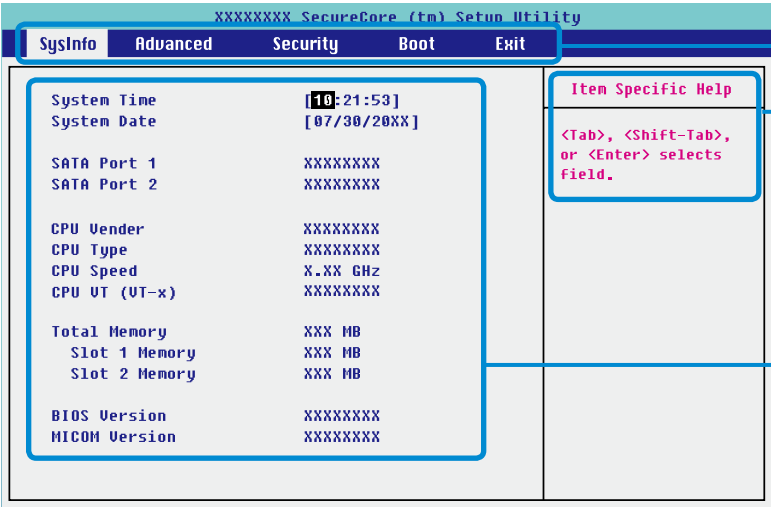 XXXXXXXX SecureCore (tm) Setup Utility
SysInfo Advanced Security Boot Exit
System Time [10:21:53]
System Date [07/30/20XX]
SATA Port 1 XXXXXXXX
SATA Port 2 XXXXXXXX
CPU Vender XXXXXXXX
CPU Type XXXXXXXX
CPU Speed X.XX GHz
CPU VT (VT-x) XXXXXXXX
Total Memory XXX MB
Slot 1 Memory XXX MB
Slot 2 Memory XXX MB
BIOS Version XXXXXXXX
MICOM Version XXXXXXXX
Item Specific Help
<Tab>, <Shift-Tab>,
or <Enter> selects
field.